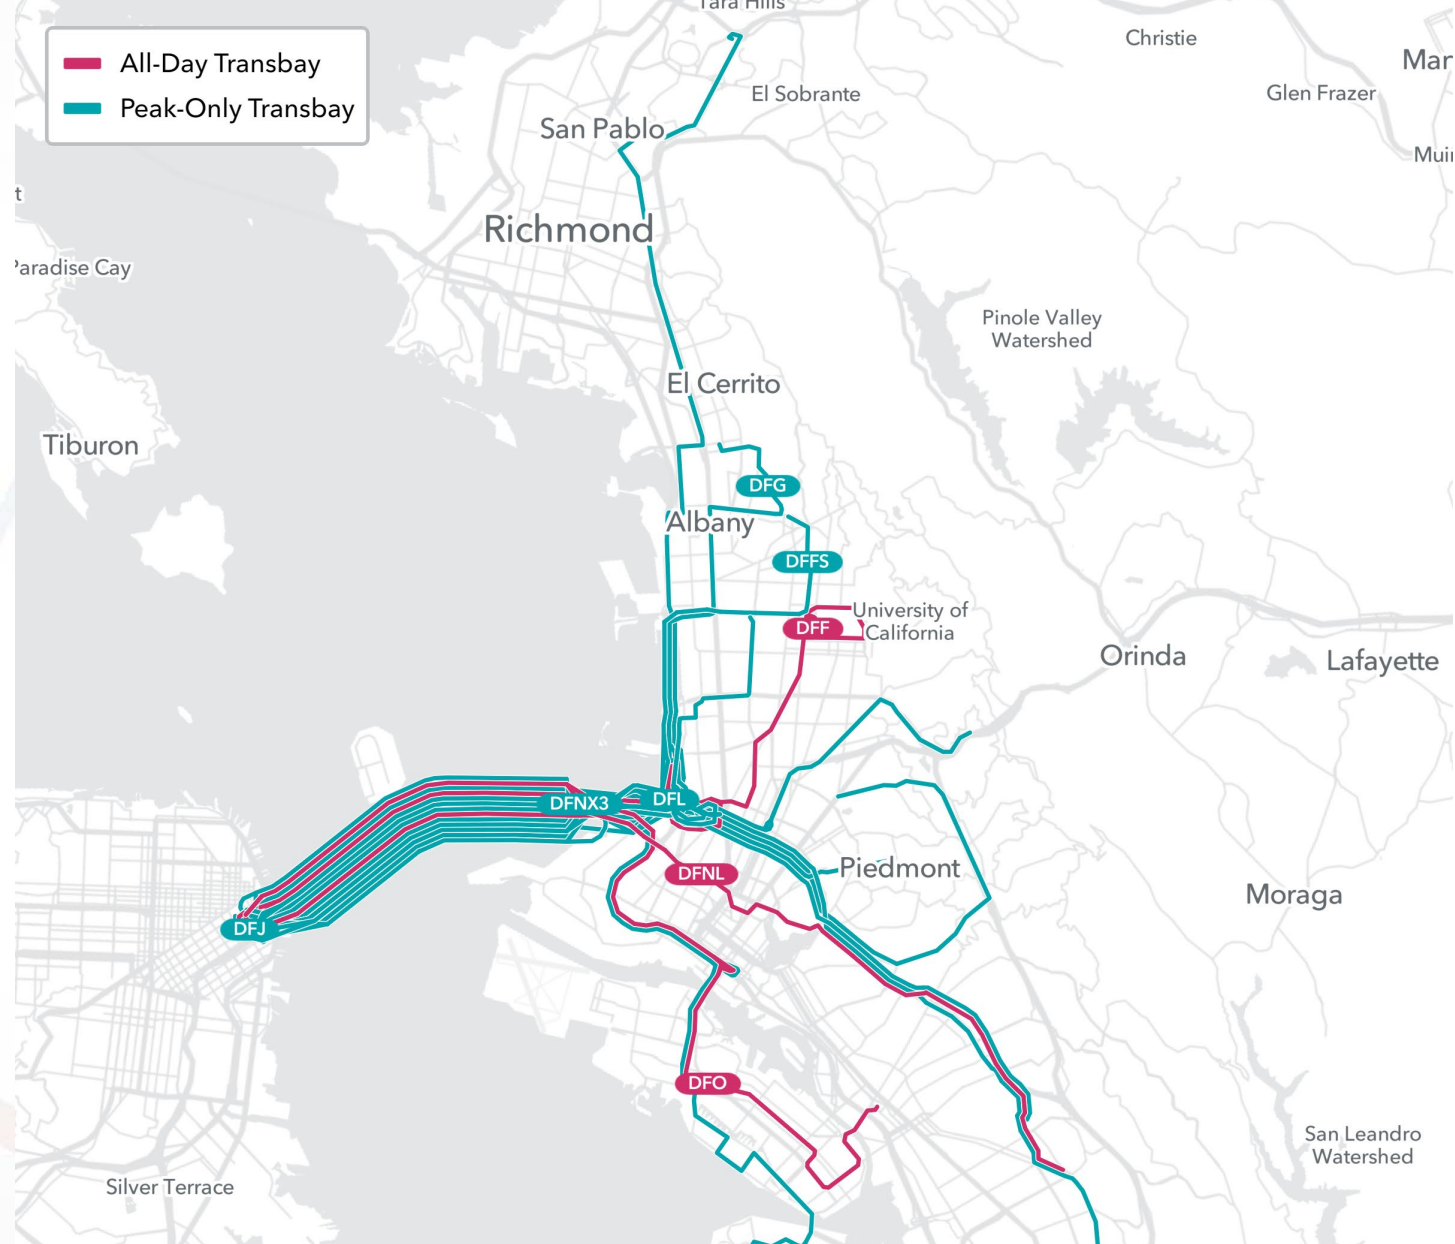 Tara Hills
All-Day Transbay
Peak-Only Transbay
Christie
El Sobrante
Glen Frazer
San Pablo
Richmond
Paradise Cay
Pinole Valley
Watershed
El Cerrito
Tiburon
DFG
Albany
DFFS
University of
California
DFF
Orinda
Lafayette
DFNX3
DFL
DFNL
Piedmont
Moraga
DFJ
DFO
San Leandro
Watershed
Silver Terrace